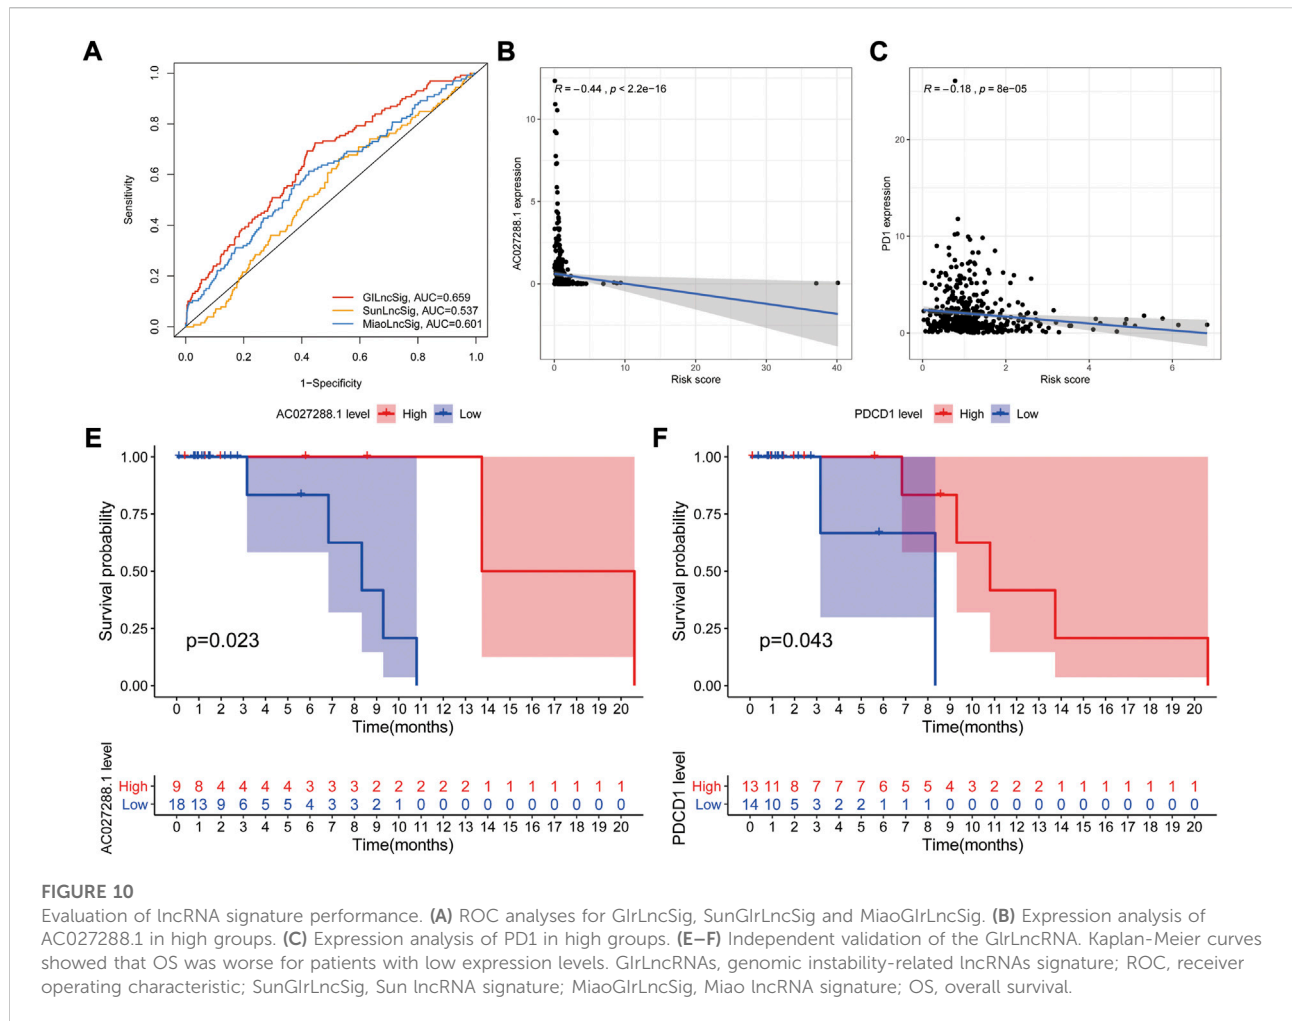 A
Sensitivity
1.0
0.8
0.6
0.4
0.2
0.0
GILncSig, AUC=0.659
SunLncSig, AUC=0.537
MiaoLncSig, AUC=0.601
0.0 0.2 0.4 0.6 0.8 1.0
1−Specificity
B
R = −0.44 , p < 2.2e−16
AC027288.1 expression
10
5
0
0 10 20 30 40
Risk score
C
R = −0.18 , p = 8e−05
PD1 expression
20
10
0
0 2 4 6
Risk score
E
AC027288.1 level High Low
Survival probability
1.00
0.75
0.50
0.25
0.00
p=0.023
0 1 2 3 4 5 6 7 8 9 10 11 12 13 14 15 16 17 18 19 20
Time(months)
AC027288.1 level
High 9 8 4 4 4 4 3 3 3 2 2 2 2 2 1 1 1 1 1 1 1
Low 18 13 9 6 5 5 4 3 3 2 1 0 0 0 0 0 0 0 0 0 0
0 1 2 3 4 5 6 7 8 9 10 11 12 13 14 15 16 17 18 19 20
Time(months)
F
PDCD1 level High Low
Survival probability
1.00
0.75
0.50
0.25
0.00
p=0.043
0 1 2 3 4 5 6 7 8 9 10 11 12 13 14 15 16 17 18 19 20
Time(months)
PDCD1 level
High 13 11 8 7 7 7 6 5 5 4 3 2 2 2 1 1 1 1 1 1 1
Low 14 10 5 3 2 2 1 1 1 0 0 0 0 0 0 0 0 0 0 0 0
0 1 2 3 4 5 6 7 8 9 10 11 12 13 14 15 16 17 18 19 20
Time(months)
FIGURE 10
Evaluation of lncRNA signature performance. (A) ROC analyses for GIrLncSig, SunGIrLncSig and MiaoGIrLncSig. (B) Expression analysis of
AC027288.1 in high groups. (C) Expression analysis of PD1 in high groups. (E–F) Independent validation of the GIrLncRNA. Kaplan-Meier curves
showed that OS was worse for patients with low expression levels. GIrLncRNAs, genomic instability-related lncRNAs signature; ROC, receiver
operating characteristic; SunGIrLncSig, Sun lncRNA signature; MiaoGIrLncSig, Miao lncRNA signature; OS, overall survival.